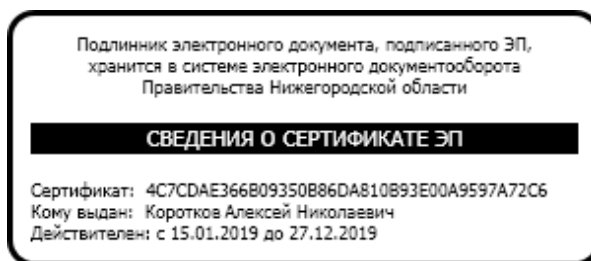 Подлинник электронного документа, подписанного ЭП,
хранится в системе электронного документооборота
Правительства Нижегородской области
СВЕДЕНИЯ О СЕРТИФИКАТЕ ЭП
Сертификат: 4C7CDAE366B09350B86DA810B93E00A9597A72C6
Кому выдан: Коротков Алексей Николаевич
Действителен: с 15.01.2019 до 27.12.2019